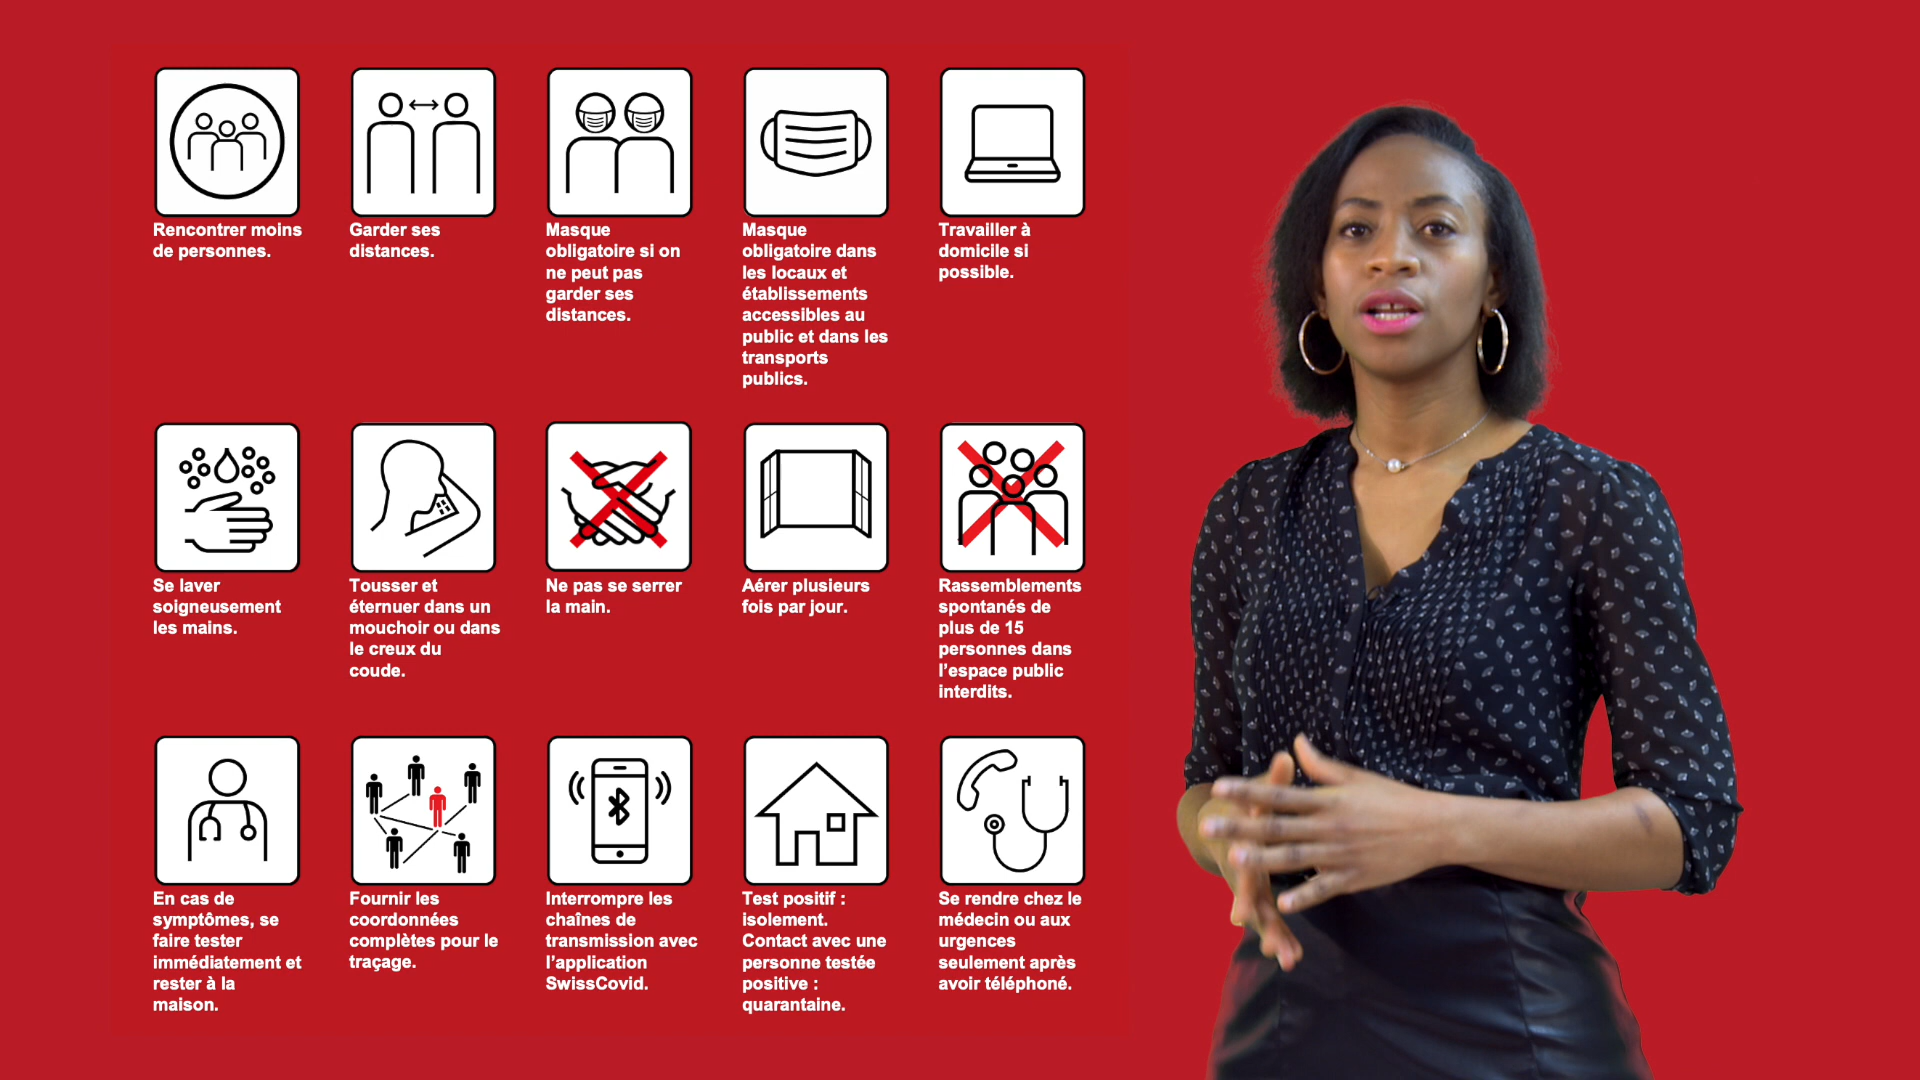 Rencontrer moins
de personnes.
Garder ses
distances.
Masque
obligatoire si on
ne peut pas
garder ses
distances.
Masque
obligatoire dans
les locaux et
établissements
accessibles au
public et dans les
transports
publics.
Travailler à
domicile si
possible.
Se laver
soigneusement
les mains.
Tousser et
éternuer dans un
mouchoir ou dans
le creux du
coude.
Ne pas se serrer
la main.
Aérer plusieurs
fois par jour.
Rassemblements
spontanés de
plus de 15
personnes dans
l’espace public
interdits.
En cas de
symptômes, se
faire tester
immédiatement et
rester à la
maison.
Fournir les
coordonnées
complètes pour le
traçage.
Interrompre les
chaînes de
transmission avec
l’application
SwissCovid.
Test positif :
isolement.
Contact avec une
personne testée
positive :
quarantaine.
Se rendre chez le
médecin ou aux
urgences
seulement après
avoir téléphoné.